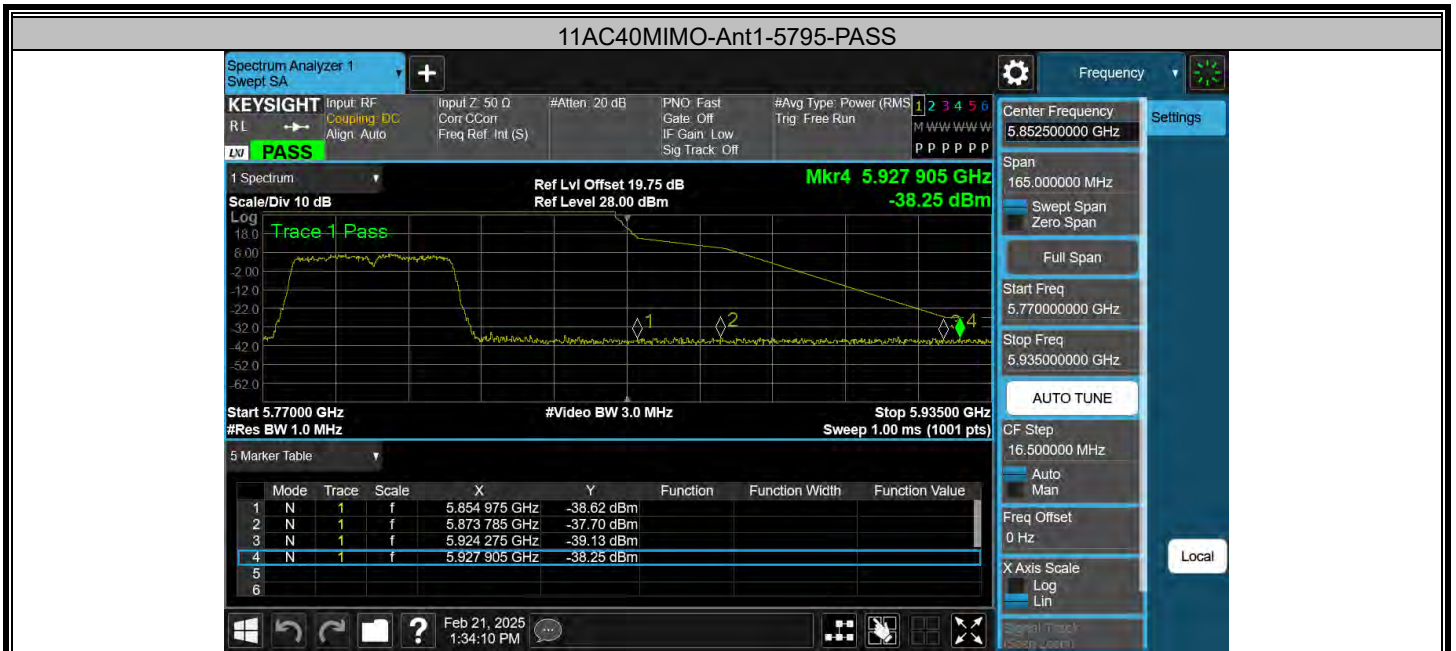 11AC40MIMO-Ant1-5795-PASS
Spectrum Analyzer 1
Swept SA
Frequency
KEYSIGHT
RL
LXI PASS
Input: RF
Coupling: DC
Align: Auto
Input Z: 50 Ω
Corr CCorr
Freq Ref: Int (S)
#Atten: 20 dB
PNO: Fast
Gate: Off
IF Gain: Low
Sig Track: Off
#Avg Type: Power (RMS
Trig: Free Run
1 2 3 4 5 6
M W W W W W
P P P P P P
1 Spectrum
Scale/Div 10 dB
Ref Lvl Offset 19.75 dB
Ref Level 28.00 dBm
Mkr4 5.927 905 GHz
-38.25 dBm
Log
Trace 1 Pass
18.0
8.00
-2.00
-12.0
-22.0
-32.0
-42.0
-52.0
-62.0
1
2
3
4
Start 5.77000 GHz
#Video BW 3.0 MHz
Stop 5.93500 GHz
#Res BW 1.0 MHz
Sweep 1.00 ms (1001 pts)
5 Marker Table
Mode Trace Scale X Y Function Function Width Function Value
1 N 1 f 5.854 975 GHz -38.62 dBm
2 N 1 f 5.873 785 GHz -37.70 dBm
3 N 1 f 5.924 275 GHz -39.13 dBm
4 N 1 f 5.927 905 GHz -38.25 dBm
5
6
Feb 21, 2025
1:34:10 PM
Center Frequency
5.852500000 GHz
Settings
Span
165.000000 MHz
Swept Span
Zero Span
Full Span
Start Freq
5.770000000 GHz
Stop Freq
5.935000000 GHz
AUTO TUNE
CF Step
16.500000 MHz
Auto
Man
Freq Offset
0 Hz
Local
X Axis Scale
Log
Lin
Signal Track
(Span Zoom)